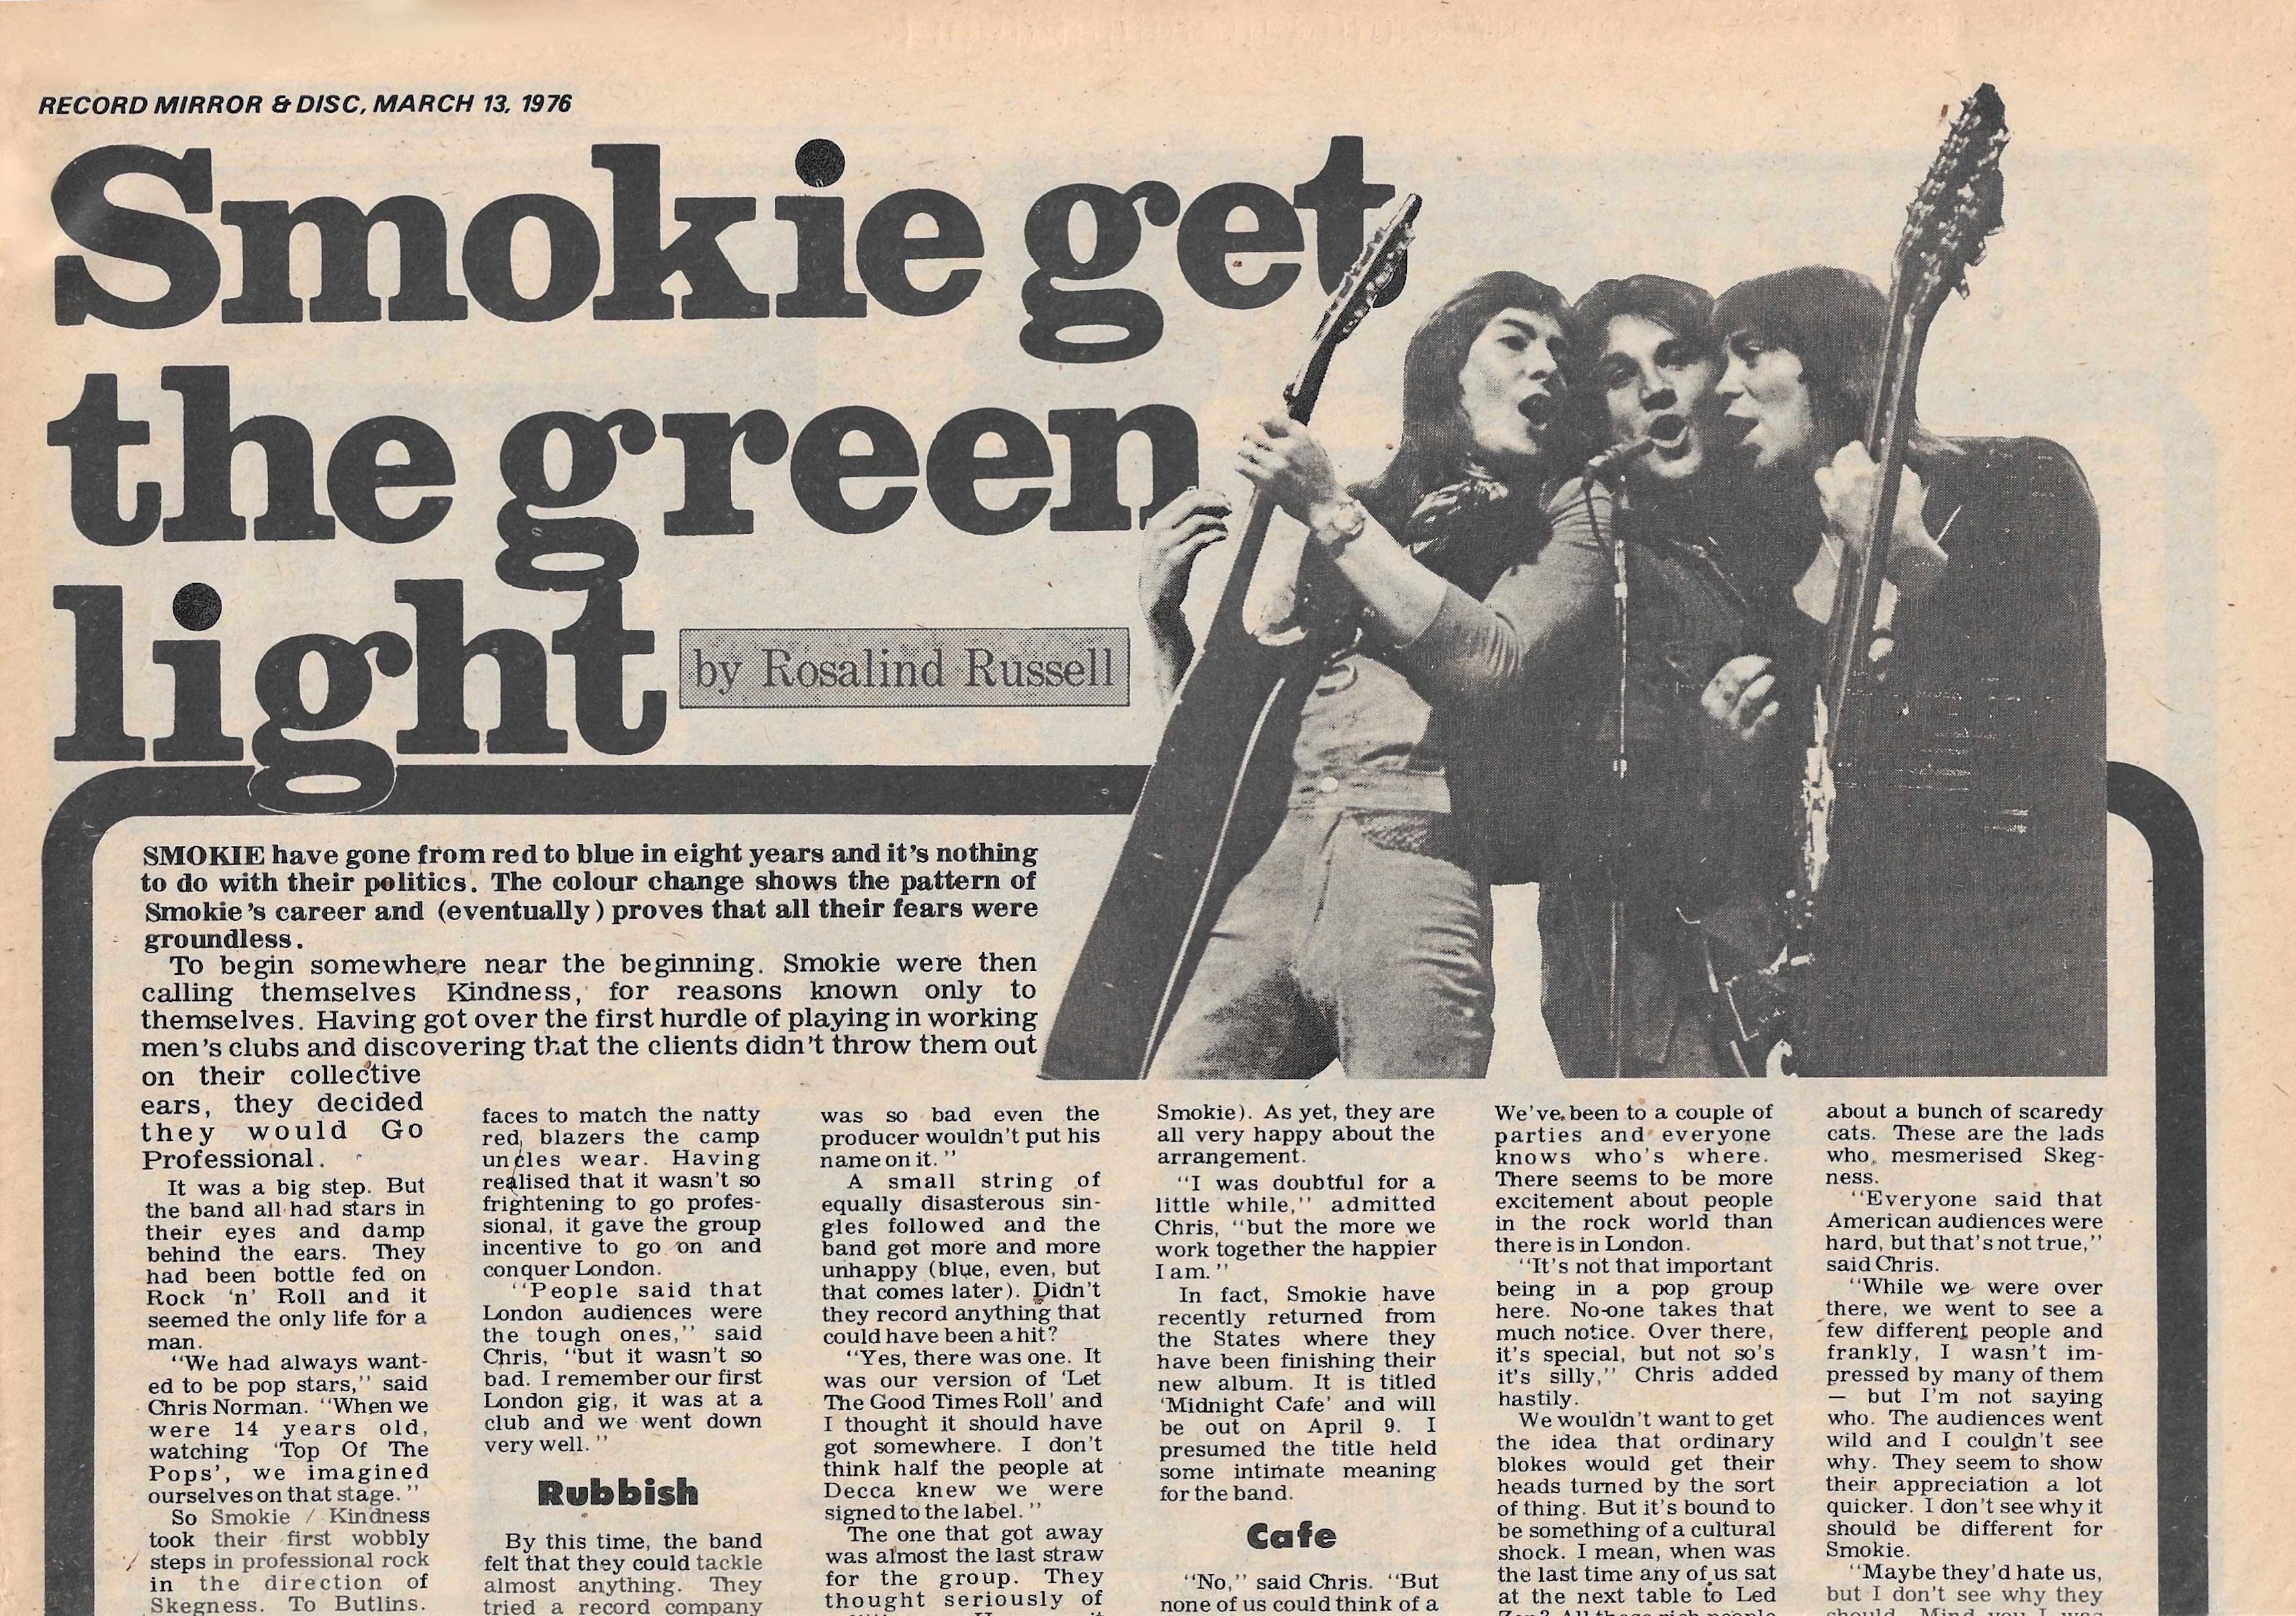 RECORD MIRROR & DISC, MARCH 13, 1976
Smokie get
the green
light
by Rosalind Russell
SMOKIE have gone from red to blue in eight years and it's nothing
to do with their politics. The colour change shows the pattern of
Smokie's career and (eventually) proves that all their fears were
groundless.
To begin somewhere near the beginning. Smokie were then
calling themselves Kindness, for reasons known only to
themselves. Having got over the first hurdle of playing in working
men's clubs and discovering that the clients didn't throw them out
on their collective
ears, they decided
they would Go
Professional.
It was a big step. But
the band all had stars in
their eyes and damp
behind the ears. They
had been bottle fed on
Rock 'n' Roll and it
seemed the only life for a
man.
"We had always want-
ed to be pop stars," said
Chris Norman. "When we
were 14 years old,
watching 'Top Of The
Pops', we imagined
ourselves on that stage."
So Smokie / Kindness
took their first wobbly
steps in professional rock
in the direction of
Skegness. To Butlins.
faces to match the natty
red blazers the camp
uncles wear. Having
realised that it wasn't so
frightening to go profes-
sional, it gave the group
incentive to go on and
conquer London.
"People said that
London audiences were
the tough ones," said
Chris, "but it wasn't so
bad. I remember our first
London gig, it was at a
club and we went down
very well."
Rubbish
By this time, the band
felt that they could tackle
almost anything. They
tried a record company
was so bad even the
producer wouldn't put his
name on it."
A small string of
equally disasterous sin-
gles followed and the
band got more and more
unhappy (blue, even, but
that comes later). Didn't
they record anything that
could have been a hit?
"Yes, there was one. It
was our version of 'Let
The Good Times Roll' and
I thought it should have
got somewhere. I don't
think half the people at
Decca knew we were
signed to the label."
The one that got away
was almost the last straw
for the group. They
thought seriously of
Smokie). As yet, they are
all very happy about the
arrangement.
"I was doubtful for a
little while," admitted
Chris, "but the more we
work together the happier
I am."
In fact, Smokie have
recently returned from
the States where they
have been finishing their
new album. It is titled
'Midnight Cafe' and will
be out on April 9. I
presumed the title held
some intimate meaning
for the band.
Cafe
"No," said Chris. "But
none of us could think of a
We've been to a couple of
parties and everyone
knows who's where.
There seems to be more
excitement about people
in the rock world than
there is in London.
"It's not that important
being in a pop group
here. No-one takes that
much notice. Over there,
it's special, but not so's
it's silly," Chris added
hastily.
We wouldn't want to get
the idea that ordinary
blokes would get their
heads turned by the sort
of thing. But it's bound to
be something of a cultural
shock. I mean, when was
the last time any of us sat
at the next table to Led
about a bunch of scaredy
cats. These are the lads
who mesmerised Skeg-
ness.
"Everyone said that
American audiences were
hard, but that's not true,"
said Chris.
"While we were over
there, we went to see a
few different people and
frankly, I wasn't im-
pressed by many of them
— but I'm not saying
who. The audiences went
wild and I couldn't see
why. They seem to show
their appreciation a lot
quicker. I don't see why it
should be different for
Smokie.
"Maybe they'd hate us,
but I don't see why they